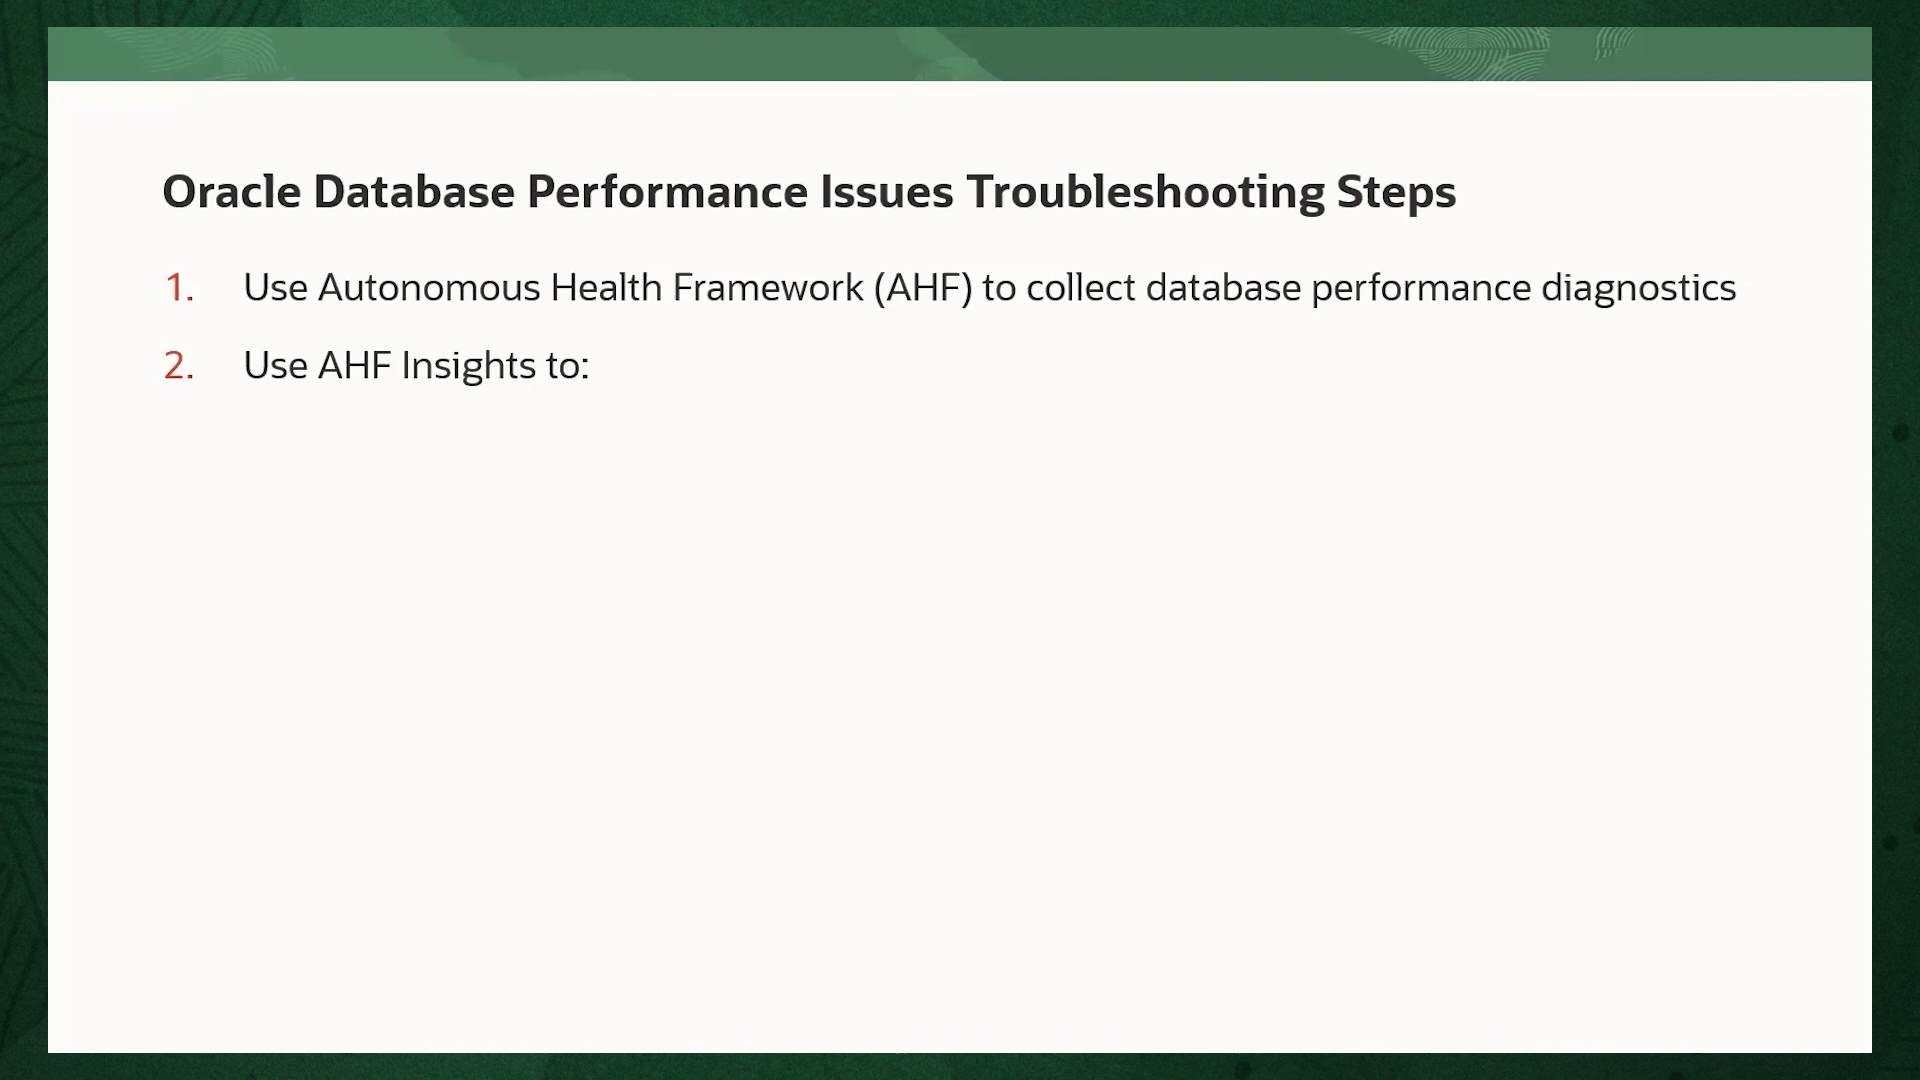 Oracle Database Performance Issues Troubleshooting Steps
1. Use Autonomous Health Framework (AHF) to collect database performance diagnostics
2. Use AHF Insights to: